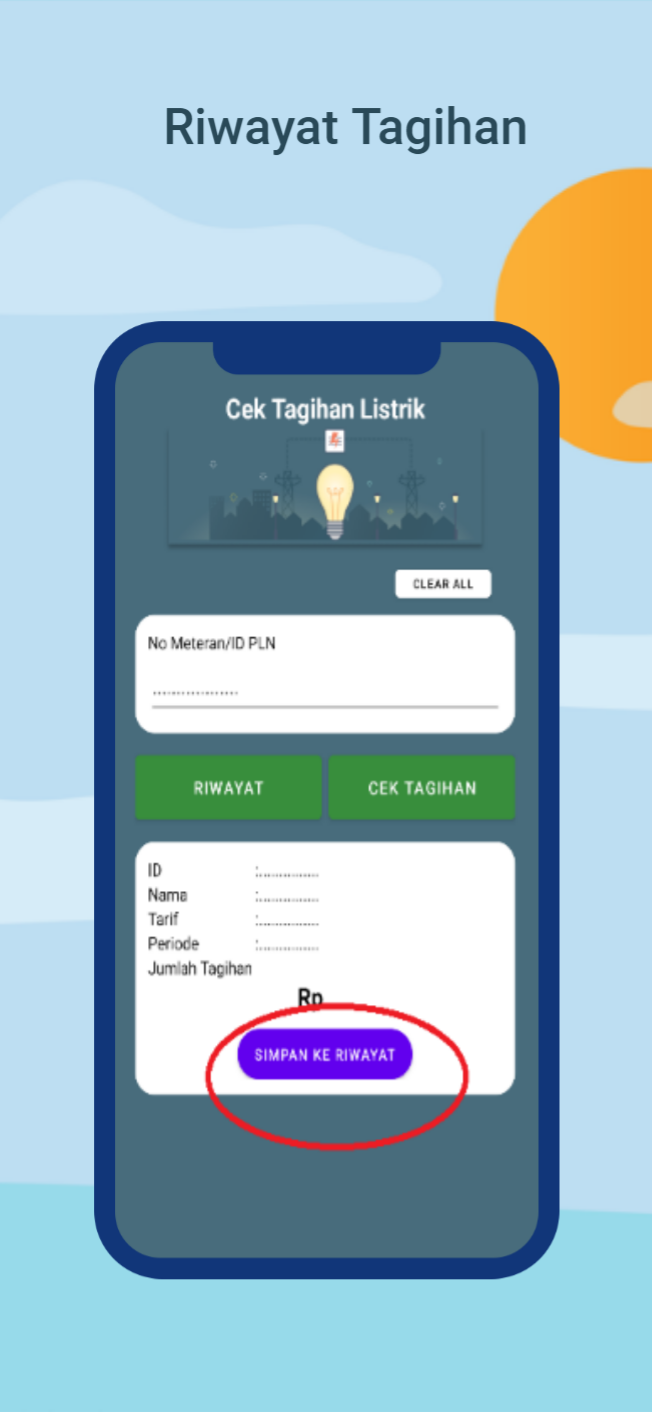 Riwayat Tagihan
Cek Tagihan Listrik
CLEAR ALL
No Meteran/ID PLN
..................
RIWAYAT
CEK TAGIHAN
ID :..................
Nama :..................
Tarif :..................
Periode :..................
Jumlah Tagihan
Rp
SIMPAN KE RIWAYAT